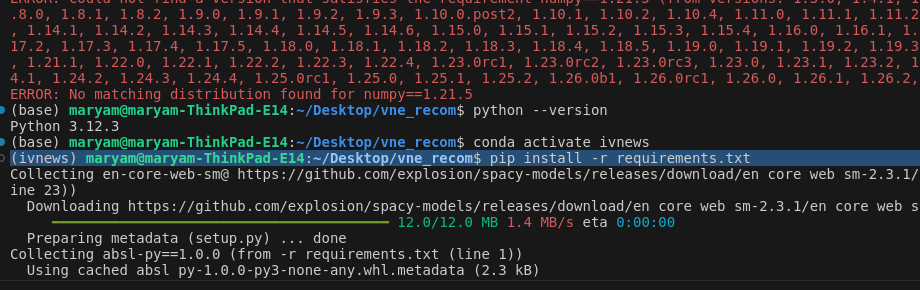 ERROR: Could not find a version that satisfies the requirement numpy==1.21.5 (from versions: 1.3.0, 1.4.1, 1
.8.0, 1.8.1, 1.8.2, 1.9.0, 1.9.1, 1.9.2, 1.9.3, 1.10.0.post2, 1.10.1, 1.10.2, 1.10.4, 1.11.0, 1.11.1, 1.11.2
, 1.14.1, 1.14.2, 1.14.3, 1.14.4, 1.14.5, 1.14.6, 1.15.0, 1.15.1, 1.15.2, 1.15.3, 1.15.4, 1.16.0, 1.16.1, 1.
17.2, 1.17.3, 1.17.4, 1.17.5, 1.18.0, 1.18.1, 1.18.2, 1.18.3, 1.18.4, 1.18.5, 1.19.0, 1.19.1, 1.19.2, 1.19.3
, 1.21.1, 1.22.0, 1.22.1, 1.22.2, 1.22.3, 1.22.4, 1.23.0rc1, 1.23.0rc2, 1.23.0rc3, 1.23.0, 1.23.1, 1.23.2, 1
4.1, 1.24.2, 1.24.3, 1.24.4, 1.25.0rc1, 1.25.0, 1.25.1, 1.25.2, 1.26.0b1, 1.26.0rc1, 1.26.0, 1.26.1, 1.26.2,
ERROR: No matching distribution found for numpy==1.21.5
(base) maryam@maryam-ThinkPad-E14:~/Desktop/vne_recom$ python --version
Python 3.12.3
(base) maryam@maryam-ThinkPad-E14:~/Desktop/vne_recom$ conda activate ivnews
(ivnews) maryam@maryam-ThinkPad-E14:~/Desktop/vne_recom$ pip install -r requirements.txt
Collecting en-core-web-sm@ https://github.com/explosion/spacy-models/releases/download/en_core_web_sm-2.3.1/
ine 23))
Downloading https://github.com/explosion/spacy-models/releases/download/en_core_web_sm-2.3.1/en_core_web_s
12.0/12.0 MB 1.4 MB/s eta 0:00:00
Preparing metadata (setup.py) ... done
Collecting absl-py==1.0.0 (from -r requirements.txt (line 1))
Using cached absl_py-1.0.0-py3-none-any.whl.metadata (2.3 kB)